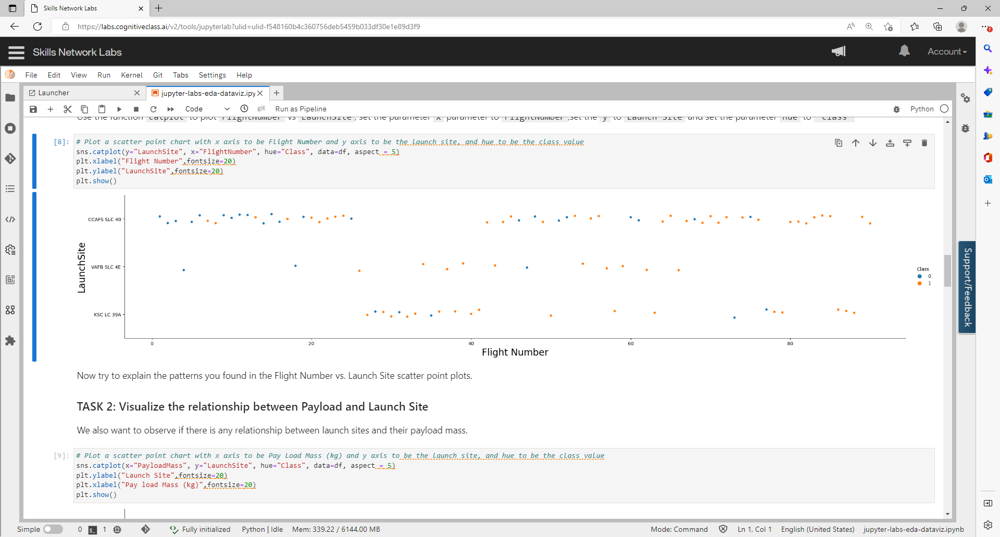 Skills Network Labs
https://labs.cognitiveclass.ai/v2/tools/jupyterlab?ulid=ulid-f548160b4c360756deb5459b033df30e1e89d3f9
Skills Network Labs
Account
File Edit View Run Kernel Git Tabs Settings Help
Launcher
jupyter-labs-eda-dataviz.ipy
Code
git
Run as Pipeline
Python
Use the function catplot to plot FlightNumber vs LaunchSite , set the parameter x parameter to FlightNumber ,set the y to Launch Site and set the parameter hue to 'class'
[8]:
# Plot a scatter point chart with x axis to be Flight Number and y axis to be the launch site, and hue to be the class value
sns.catplot(y="LaunchSite", x="FlightNumber", hue="Class", data=df, aspect = 5)
plt.xlabel("Flight Number",fontsize=20)
plt.ylabel("LaunchSite",fontsize=20)
plt.show()
LaunchSite
CCAFS SLC 40
VAFB SLC 4E
KSC LC 39A
Class
0
1
0 20 40 60 80
Flight Number
Support/Feedback
Now try to explain the patterns you found in the Flight Number vs. Launch Site scatter point plots.
TASK 2: Visualize the relationship between Payload and Launch Site
We also want to observe if there is any relationship between launch sites and their payload mass.
[9]:
# Plot a scatter point chart with x axis to be Pay Load Mass (kg) and y axis to be the launch site, and hue to be the class value
sns.catplot(x="PayloadMass", y="LaunchSite", hue="Class", data=df, aspect = 5)
plt.ylabel("Launch Site",fontsize=20)
plt.xlabel("Pay load Mass (kg)",fontsize=20)
plt.show()
Simple 0 $_ 1 Fully initialized Python | Idle Mem: 339.22 / 6144.00 MB Mode: Command Ln 1, Col 1 English (United States) jupyter-labs-eda-dataviz.ipynb